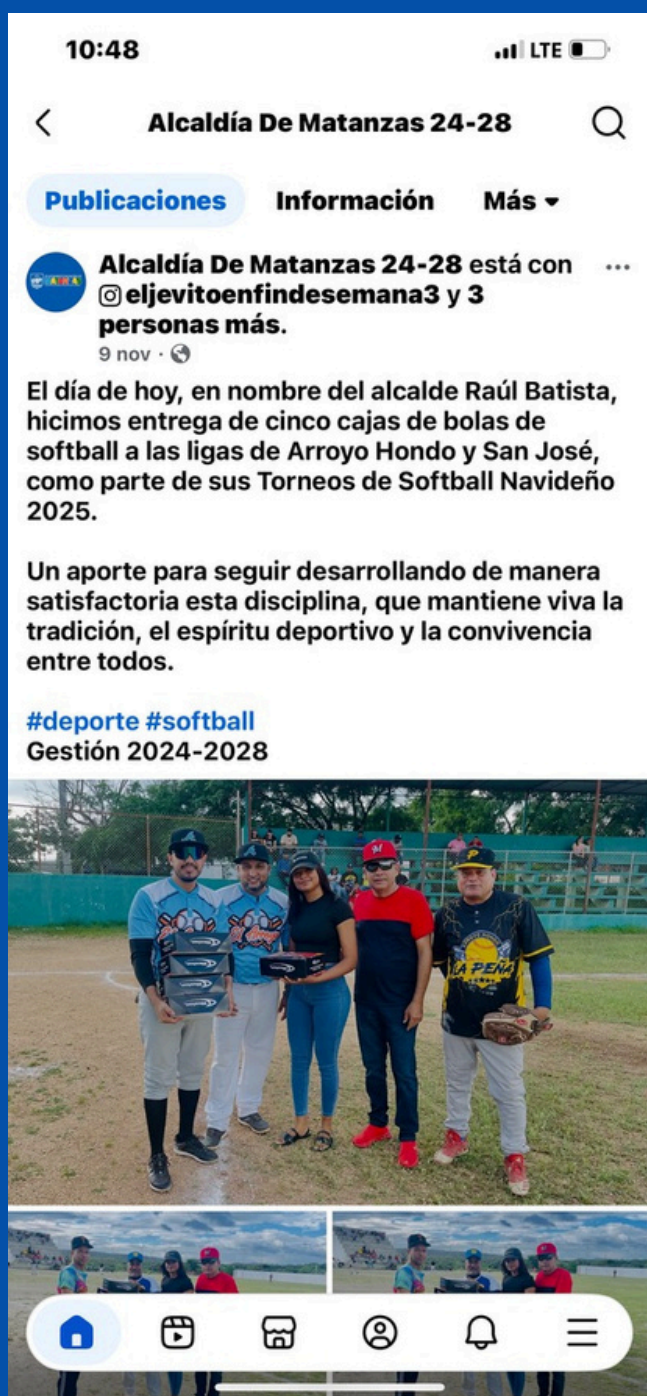 10:48 LTE
Alcaldía De Matanzas 24-28
Publicaciones Información Más
Alcaldía De Matanzas 24-28 está con
eljevitoenfindesemana3 y 3
personas más.
9 nov ·
El día de hoy, en nombre del alcalde Raúl Batista,
hicimos entrega de cinco cajas de bolas de
softball a las ligas de Arroyo Hondo y San José,
como parte de sus Torneos de Softball Navideño
2025.
Un aporte para seguir desarrollando de manera
satisfactoria esta disciplina, que mantiene viva la
tradición, el espíritu deportivo y la convivencia
entre todos.
#deporte #softball
Gestión 2024-2028
LA PEÑA